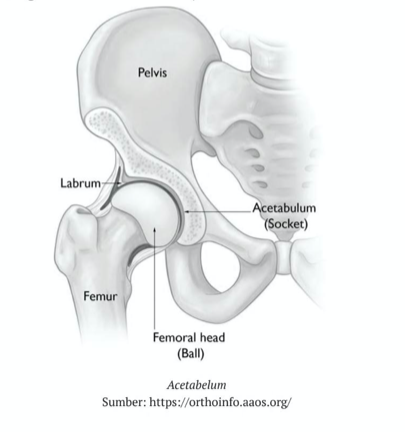 Pelvis
Labrum
Acetabulum
(Socket)
Femur
Femoral head
(Ball)
Acetabelum
Sumber: https://orthoinfo.aaos.org/